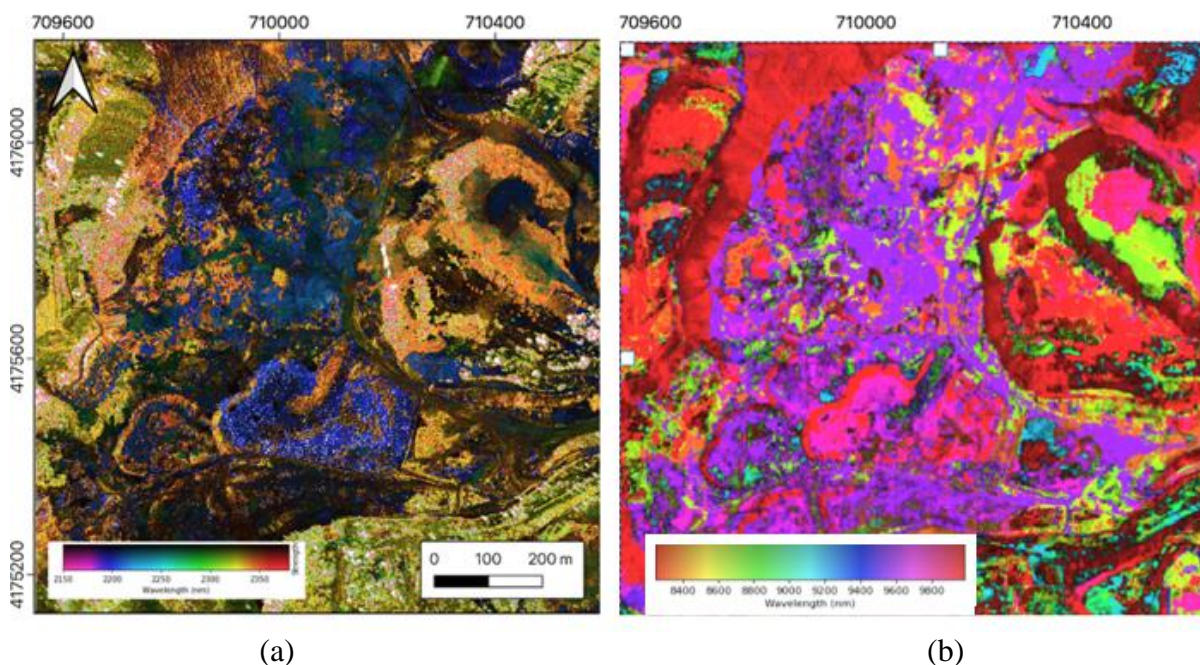 709600 710000 710400
709600 710000 710400
4176000
4175600
4175200
2150 2200 2250 2300 2350
Wavelength (nm)
Strength
0 100 200 m
8400 8600 8800 9000 9200 9400 9600 9800
Wavelength (nm)
(a)
(b)